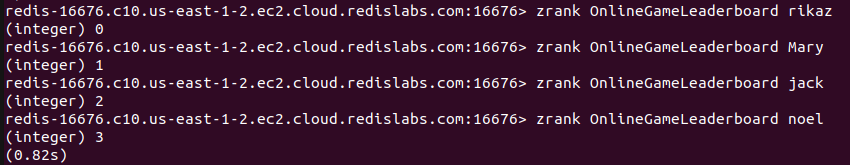 redis-16676.c10.us-east-1-2.ec2.cloud.redislabs.com:16676> zrank OnlineGameLeaderboard rikaz
(integer) 0
redis-16676.c10.us-east-1-2.ec2.cloud.redislabs.com:16676> zrank OnlineGameLeaderboard Mary
(integer) 1
redis-16676.c10.us-east-1-2.ec2.cloud.redislabs.com:16676> zrank OnlineGameLeaderboard jack
(integer) 2
redis-16676.c10.us-east-1-2.ec2.cloud.redislabs.com:16676> zrank OnlineGameLeaderboard noel
(integer) 3
(0.82s)